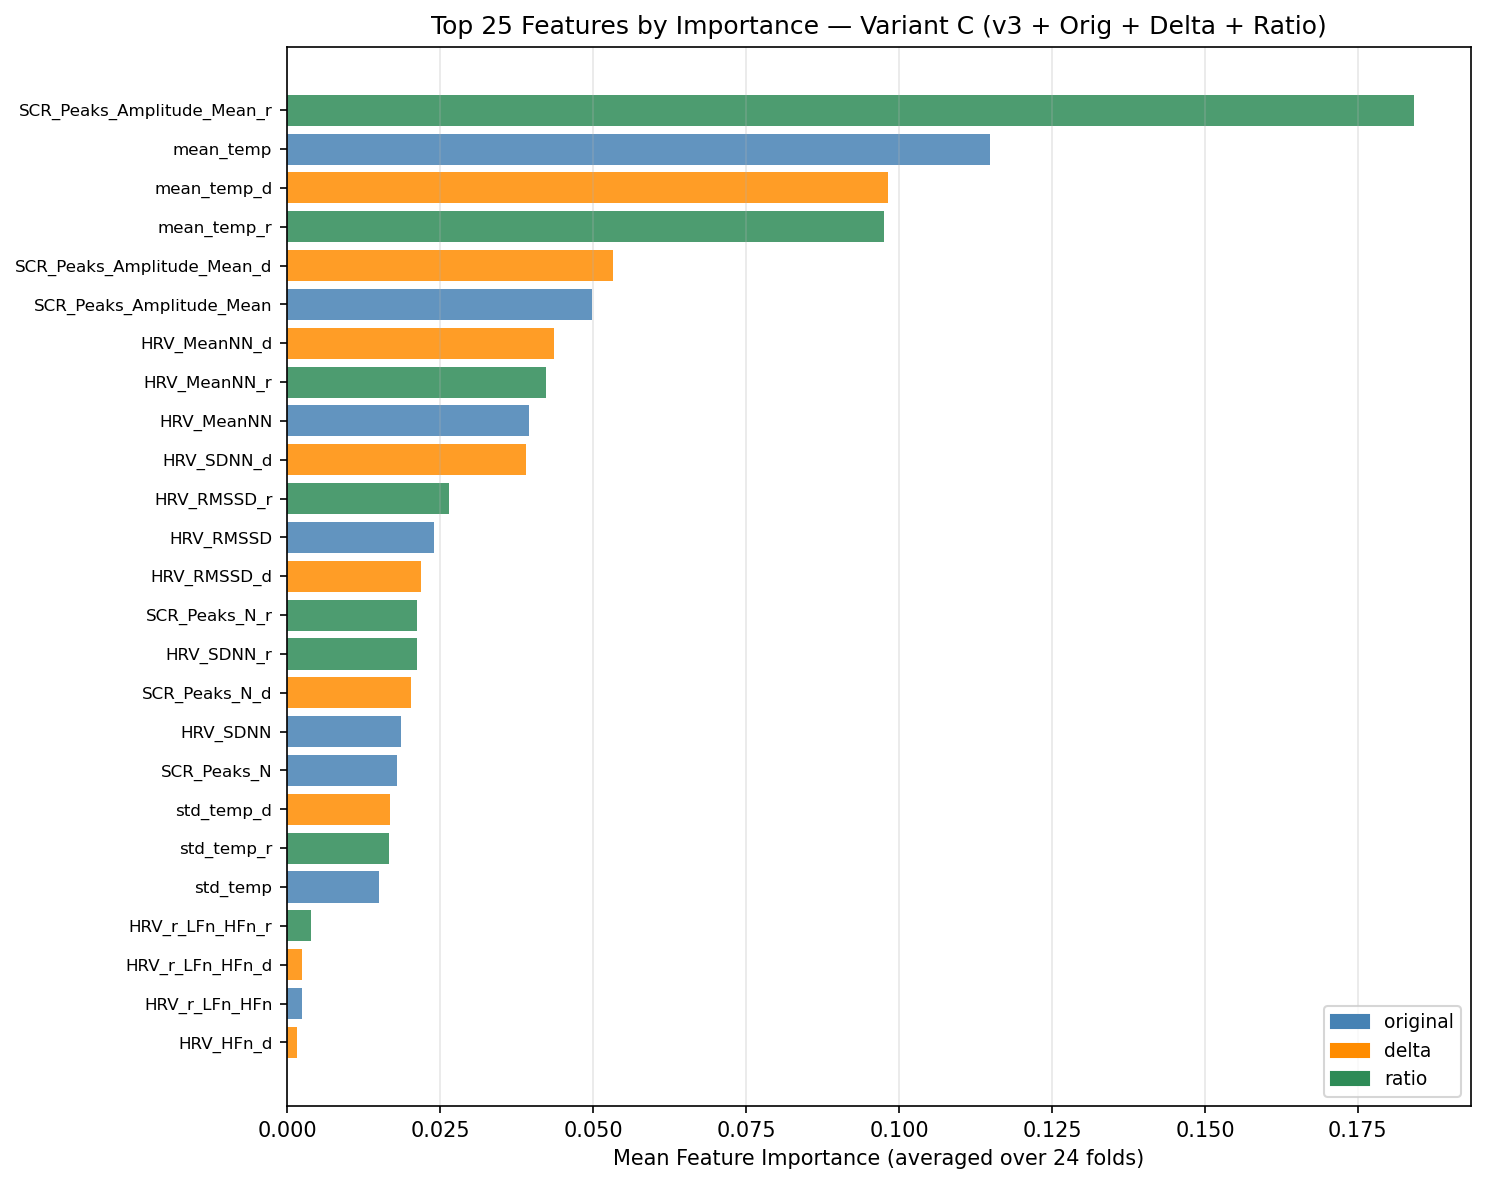 Top 25 Features by Importance — Variant C (v3 + Orig + Delta + Ratio)
SCR_Peaks_Amplitude_Mean_r
mean_temp
mean_temp_d
mean_temp_r
SCR_Peaks_Amplitude_Mean_d
SCR_Peaks_Amplitude_Mean
HRV_MeanNN_d
HRV_MeanNN_r
HRV_MeanNN
HRV_SDNN_d
HRV_RMSSD_r
HRV_RMSSD
HRV_RMSSD_d
SCR_Peaks_N_r
HRV_SDNN_r
SCR_Peaks_N_d
HRV_SDNN
SCR_Peaks_N
std_temp_d
std_temp_r
std_temp
HRV_r_LFn_HFn_r
HRV_r_LFn_HFn_d
HRV_r_LFn_HFn
HRV_HFn_d
original
delta
ratio
0.000 0.025 0.050 0.075 0.100 0.125 0.150 0.175
Mean Feature Importance (averaged over 24 folds)